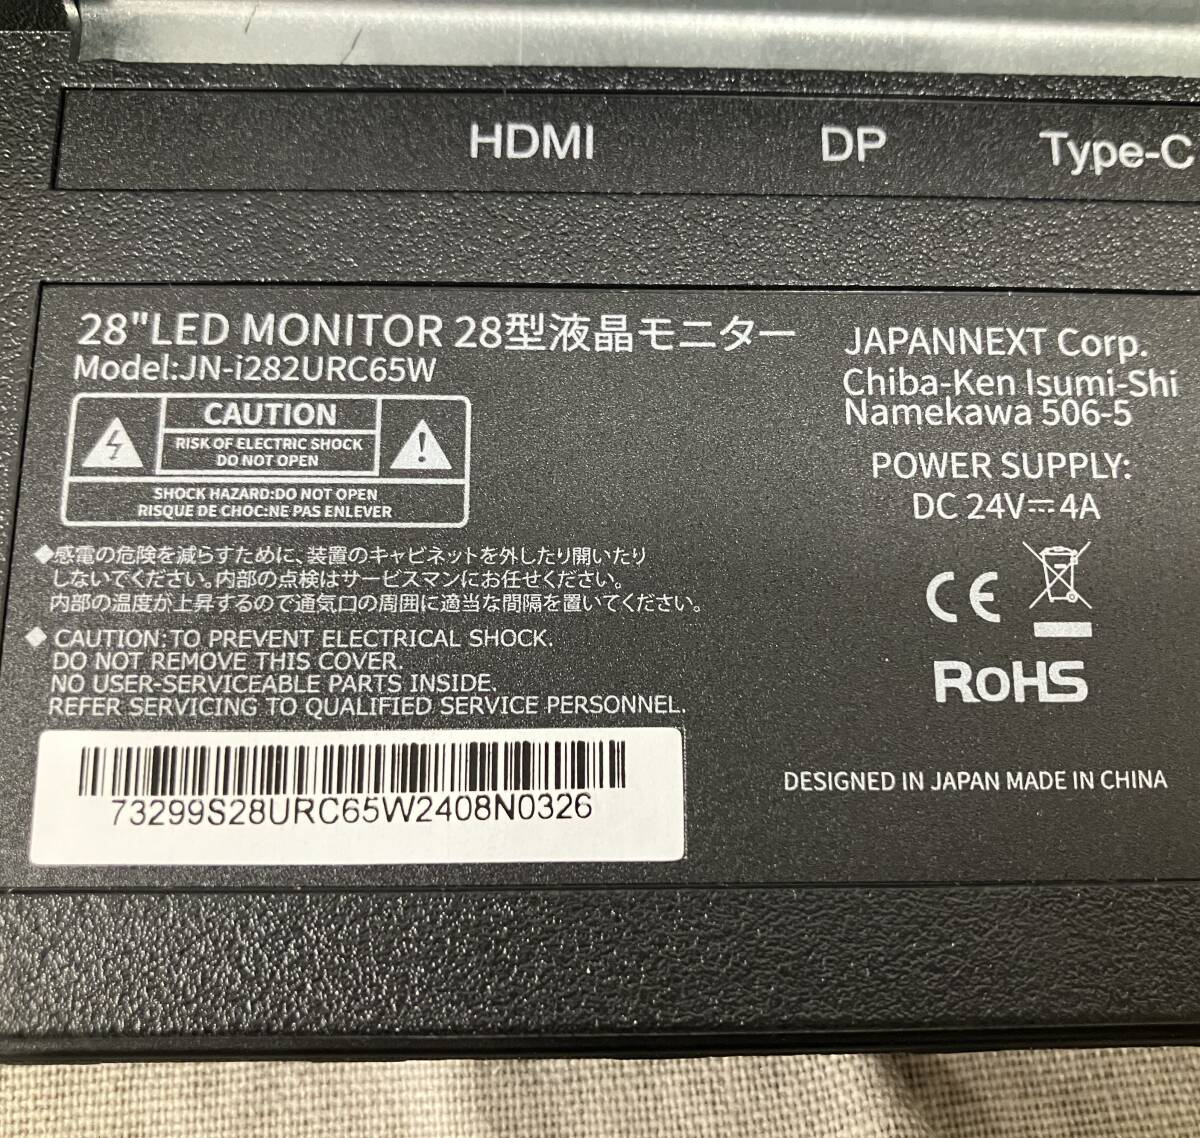 HDMI DP Type-C
28"LED MONITOR 28型液晶モニター
Model:JN-i282URC65W
CAUTION
RISK OF ELECTRIC SHOCK
DO NOT OPEN
SHOCK HAZARD:DO NOT OPEN
RISQUE DE CHOC:NE PAS ENLEVER
◆感電の危険を減らすために、装置のキャビネットを外したり開いたり
しないでください。内部の点検はサービスマンにお任せください。
内部の温度が上昇するので通気口の周囲に適当な間隔を置いてください。
◆ CAUTION:TO PREVENT ELECTRICAL SHOCK.
DO NOT REMOVE THIS COVER.
NO USER-SERVICEABLE PARTS INSIDE.
REFER SERVICING TO QUALIFIED SERVICE PERSONNEL.
73299S28URC65W2408N0326
JAPANNEXT Corp.
Chiba-Ken Isumi-Shi
Namekawa 506-5
POWER SUPPLY:
DC 24V⎓4A
CE
RoHS
DESIGNED IN JAPAN MADE IN CHINA